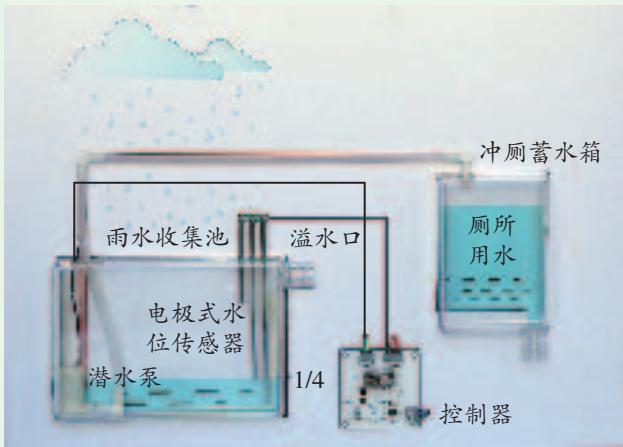 冲厕蓄水箱
厕所
用水
雨水收集池
溢水口
电极式水
位传感器
潜水泵
1/4
控制器